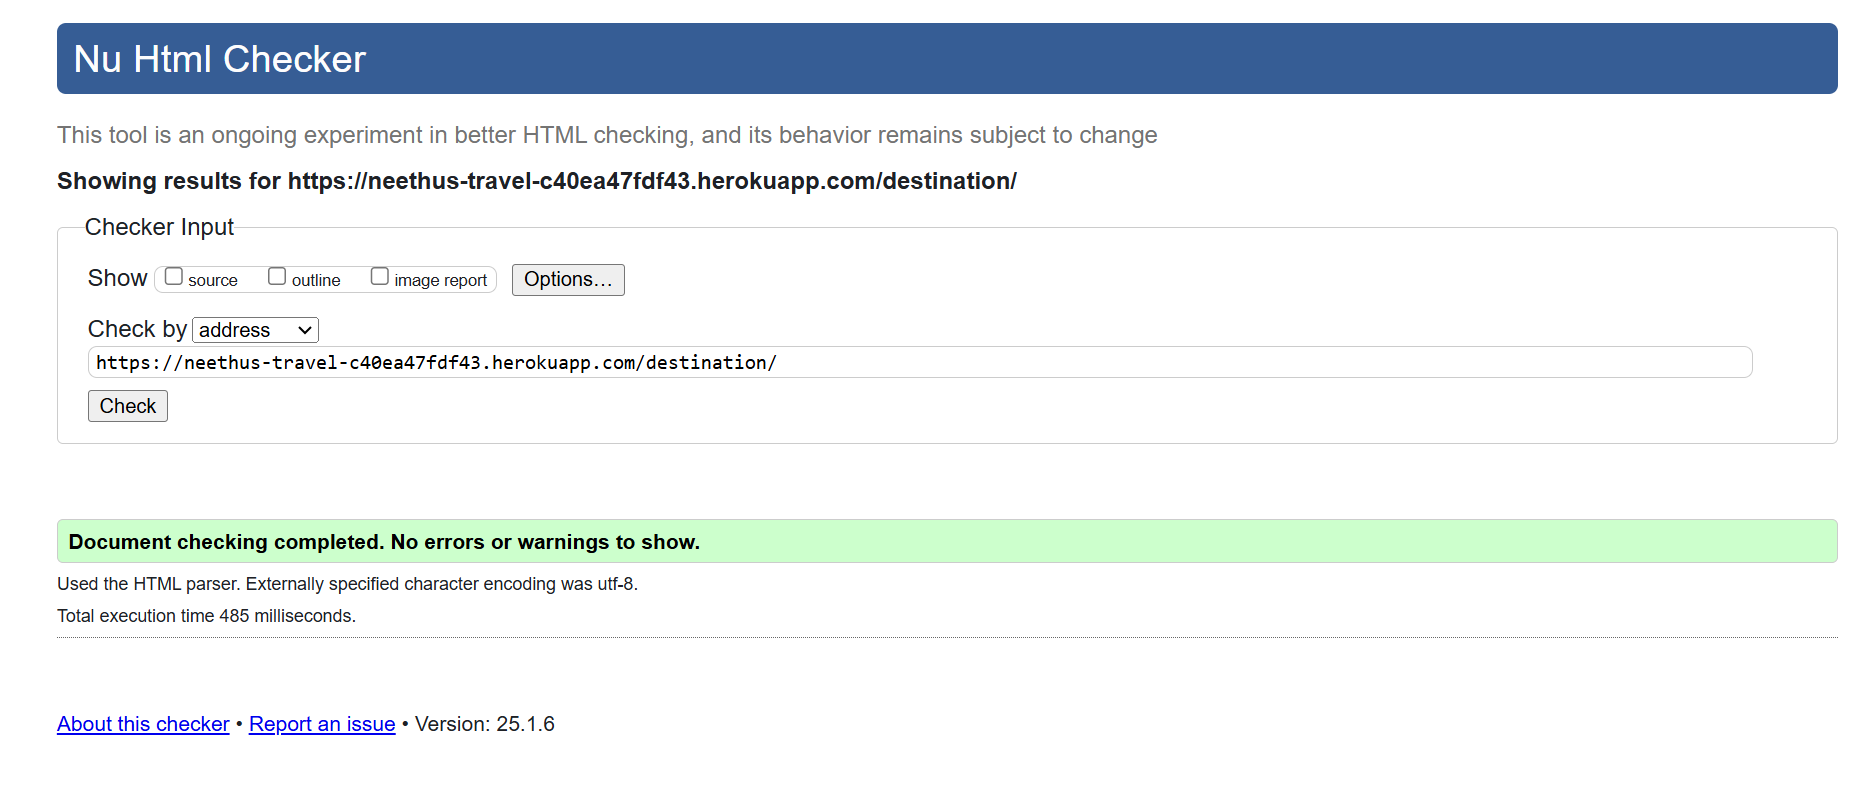 Nu Html Checker
This tool is an ongoing experiment in better HTML checking, and its behavior remains subject to change
Showing results for https://neethus-travel-c40ea47fdf43.herokuapp.com/destination/
Checker Input
Show source outline image report Options…
Check by address
https://neethus-travel-c40ea47fdf43.herokuapp.com/destination/
Check
Document checking completed. No errors or warnings to show.
Used the HTML parser. Externally specified character encoding was utf-8.
Total execution time 485 milliseconds.
About this checker • Report an issue • Version: 25.1.6